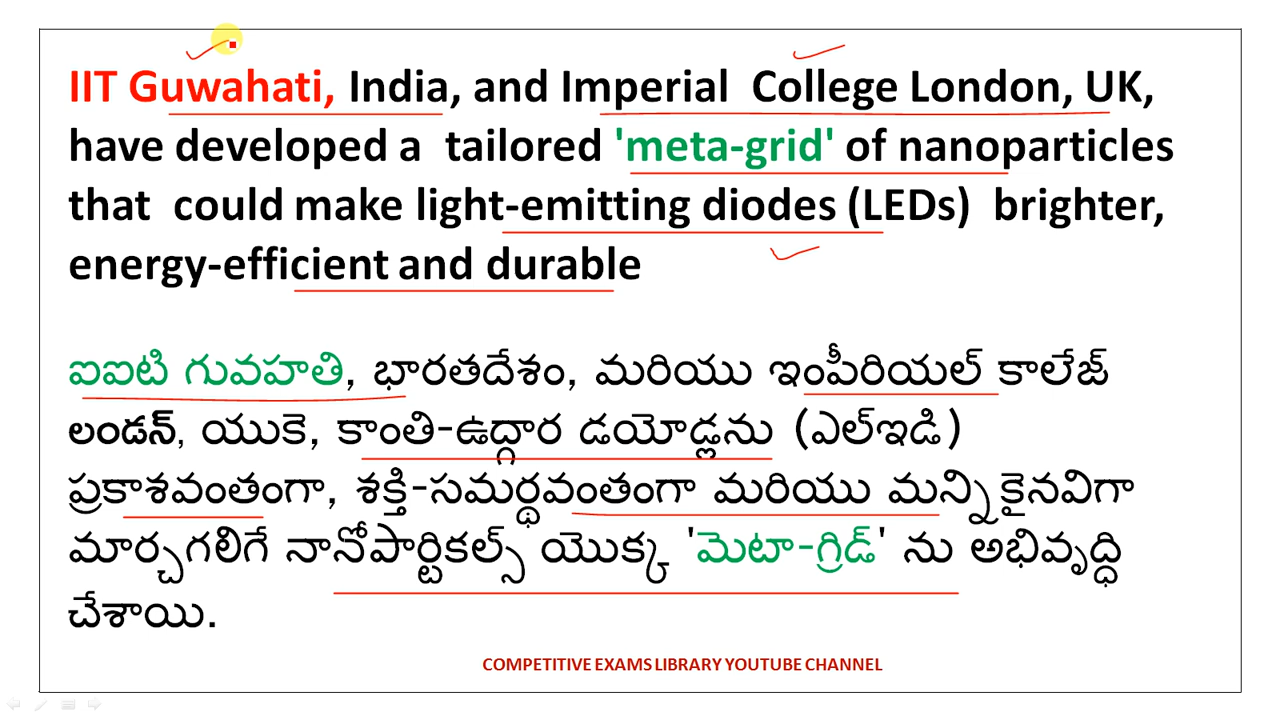 IIT Guwahati, India, and Imperial College London, UK,
have developed a tailored 'meta-grid' of nanoparticles
that could make light-emitting diodes (LEDs) brighter,
energy-efficient and durable
ఐఐటి గువహతి, భారతదేశం, మరియు ఇంపీరియల్ కాలేజ్
లండన్, యుకె, కాంతి-ఉద్గార డయోడ్లను (ఎల్ఇడి)
ప్రకాశవంతంగా, శక్తి-సమర్థవంతంగా మరియు మన్నికైనవిగా
మార్చగలిగే నానోపార్టికల్స్ యొక్క 'మెటా-గ్రిడ్' ను అభివృద్ధి
చేశాయి.
COMPETITIVE EXAMS LIBRARY YOUTUBE CHANNEL